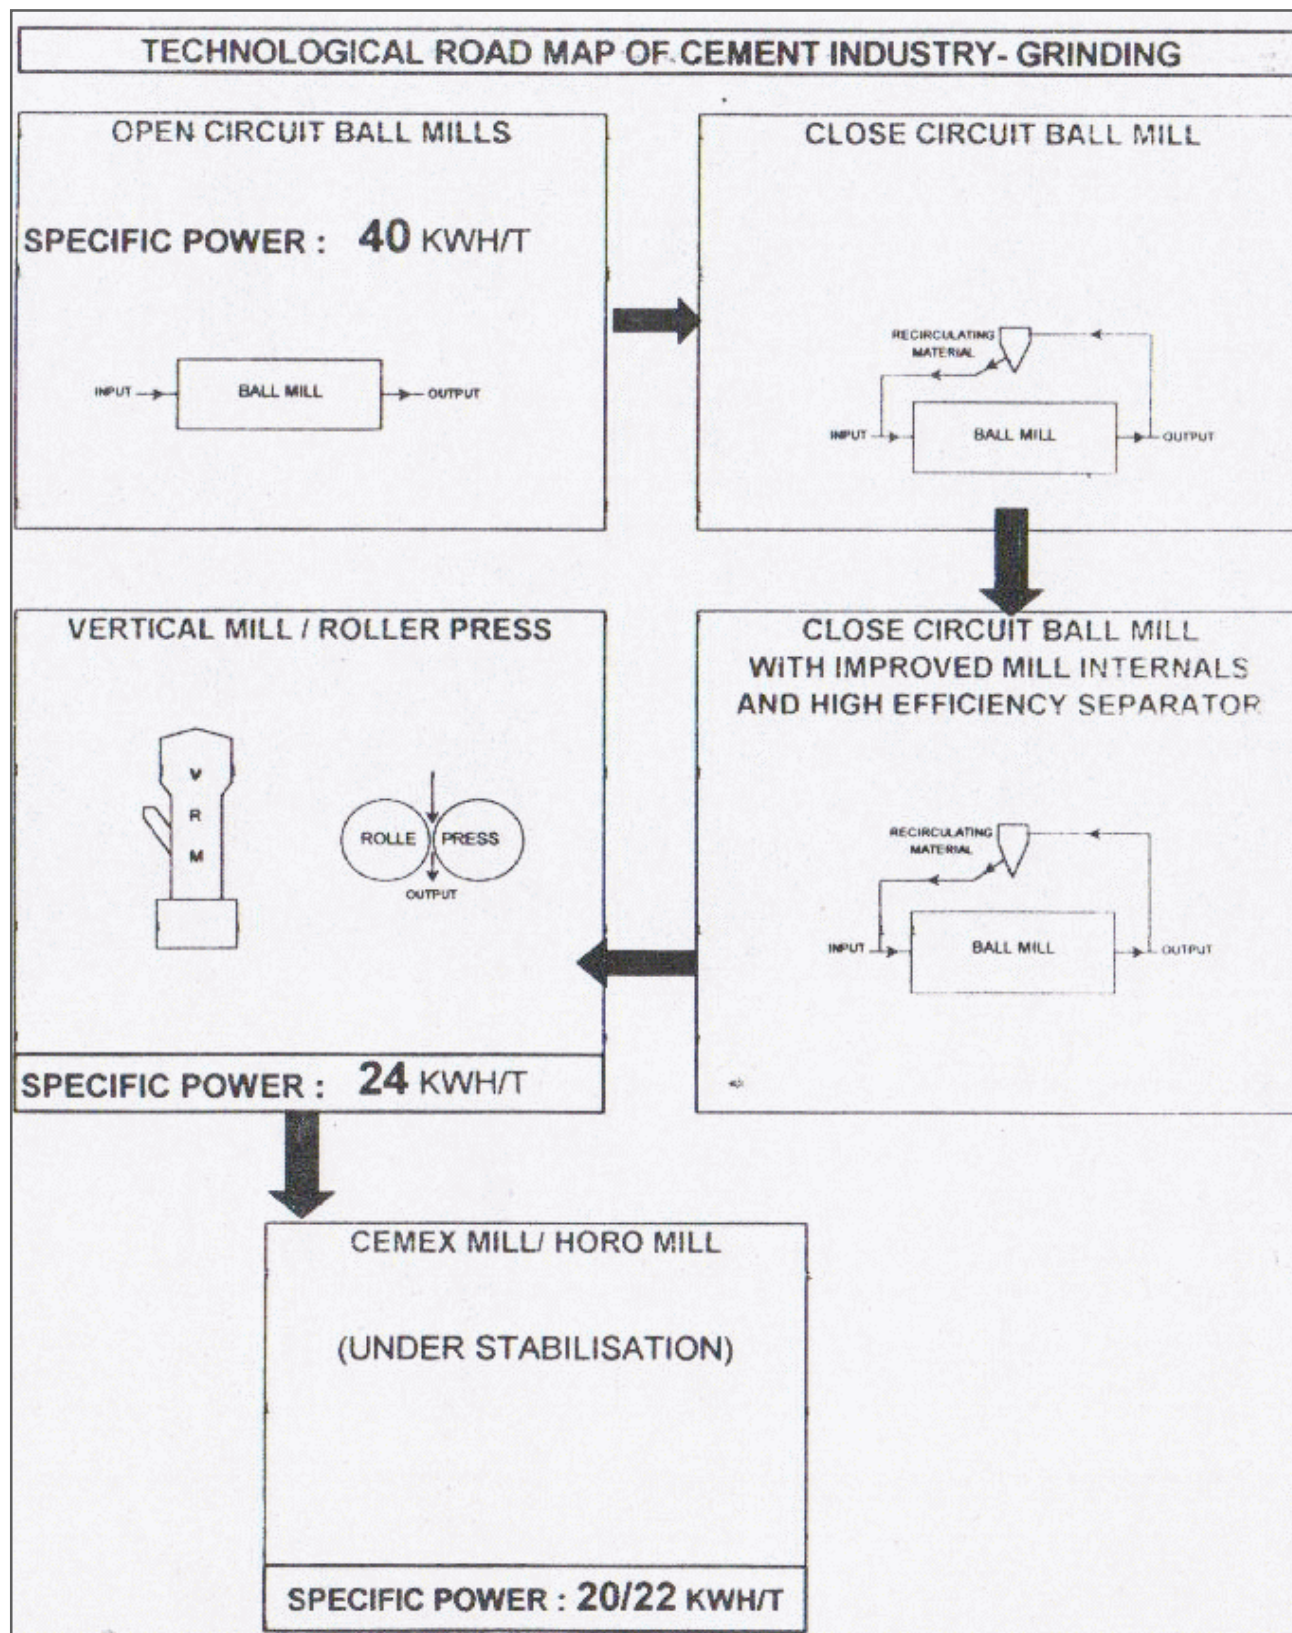 TECHNOLOGICAL ROAD MAP OF CEMENT INDUSTRY- GRINDING
OPEN CIRCUIT BALL MILLS
SPECIFIC POWER : 40 KWH/T
INPUT
BALL MILL
OUTPUT
CLOSE CIRCUIT BALL MILL
RECIRCULATING
MATERIAL
INPUT
BALL MILL
OUTPUT
CLOSE CIRCUIT BALL MILL
WITH IMPROVED MILL INTERNALS
AND HIGH EFFICIENCY SEPARATOR
RECIRCULATING
MATERIAL
INPUT
BALL MILL
OUTPUT
VERTICAL MILL / ROLLER PRESS
V
R
M
ROLLE PRESS
OUTPUT
SPECIFIC POWER : 24 KWH/T
CEMEX MILL/ HORO MILL
(UNDER STABILISATION)
SPECIFIC POWER : 20/22 KWH/T